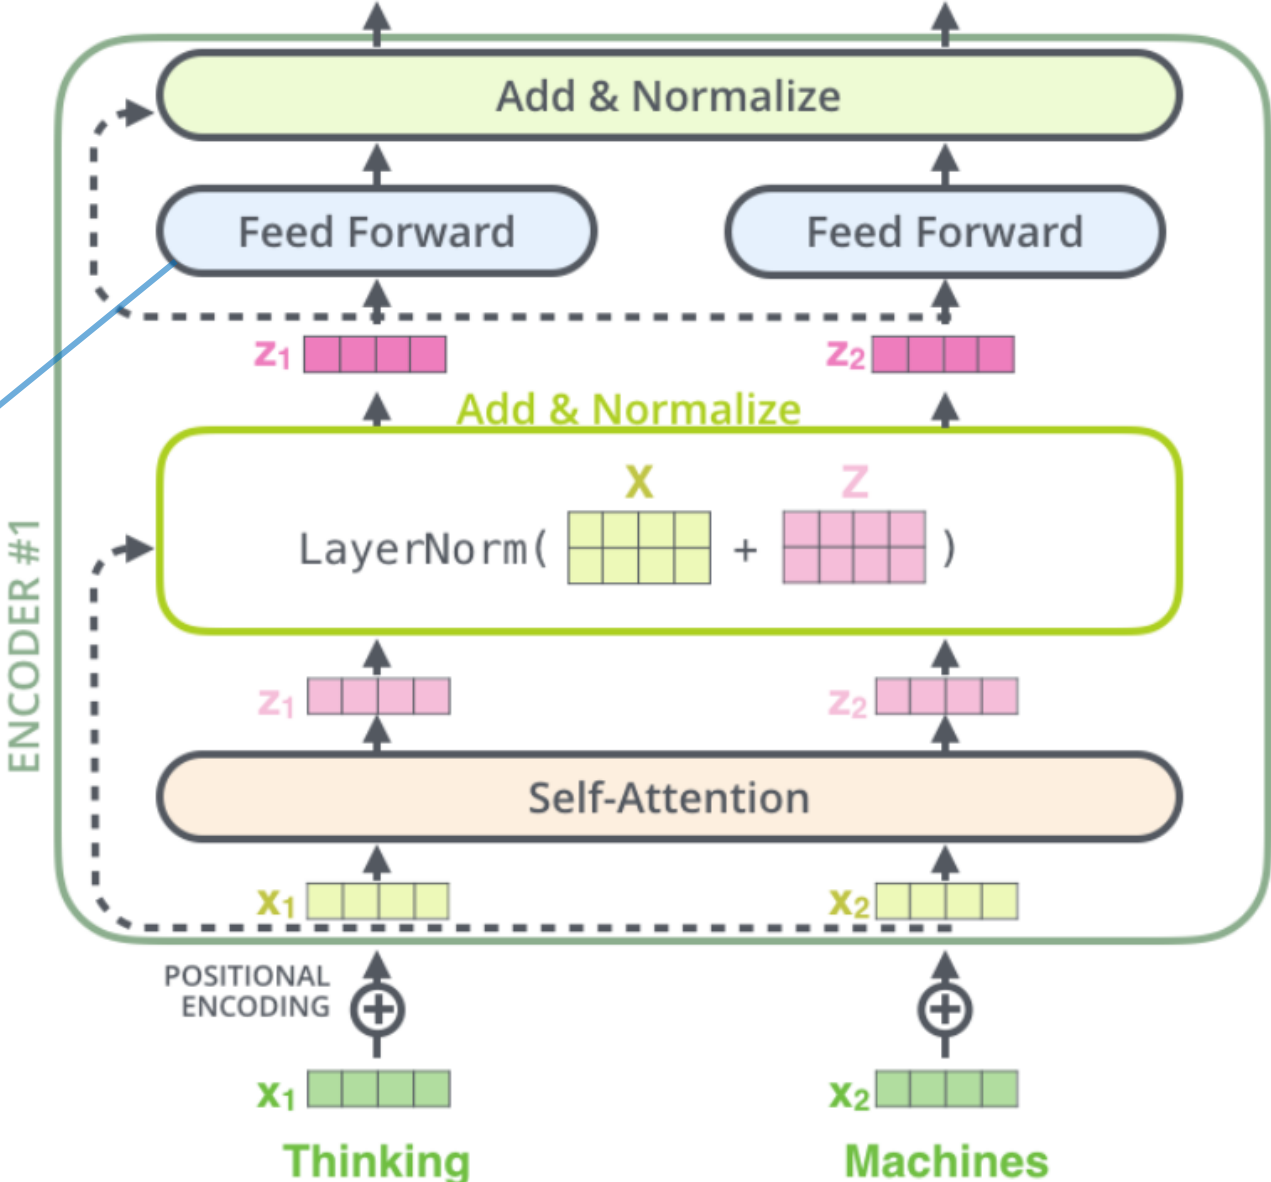 Add & Normalize
Feed Forward Feed Forward
z1 z2
Add & Normalize
X Z
LayerNorm( + )
z1 z2
Self-Attention
x1 x2
POSITIONAL
ENCODING
x1 x2
Thinking Machines
ENCODER #1